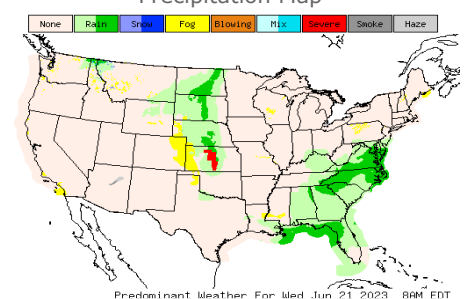 Precipitation Map
None Rain Snow Fog Blowing Mix Severe Smoke Haze
Predominant Weather For Wed Jun 21 2023 8AM EDT